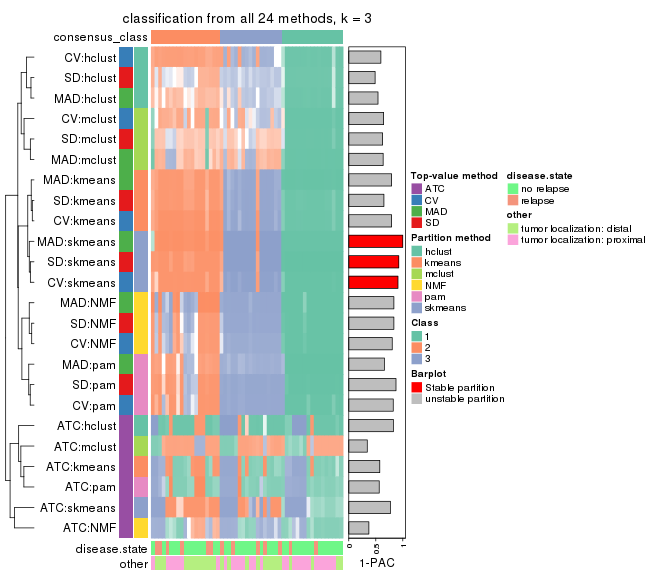 classification from all 24 methods, k = 3
consensus_class
CV:hclust
SD:hclust
MAD:hclust
CV:mclust
SD:mclust
MAD:mclust
MAD:kmeans
SD:kmeans
CV:kmeans
MAD:skmeans
SD:skmeans
CV:skmeans
MAD:NMF
SD:NMF
CV:NMF
MAD:pam
SD:pam
CV:pam
ATC:hclust
ATC:mclust
ATC:kmeans
ATC:pam
ATC:skmeans
ATC:NMF
disease.state
other
0 0.5 1
1-PAC
Top-value method
ATC
CV
MAD
SD
Partition method
hclust
kmeans
mclust
NMF
pam
skmeans
Class
1
2
3
Barplot
Stable partition
unstable partition
disease.state
no relapse
relapse
other
tumor localization: distal
tumor localization: proximal